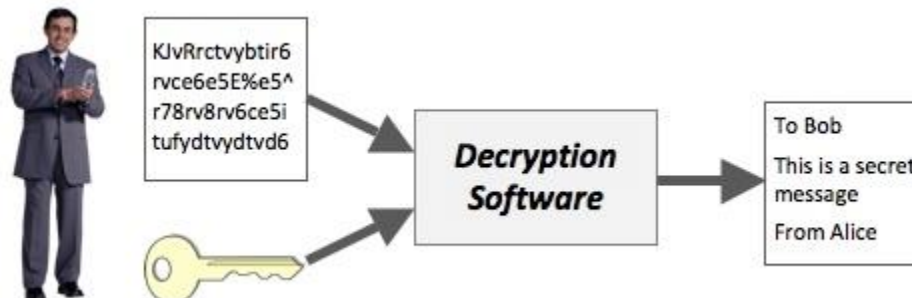 KJvRrctvybtir6
rvce6e5E%e5^
r78rv8rv6ce5i
tufydtvydtvd6
Decryption
Software
To Bob
This is a secret
message
From Alice